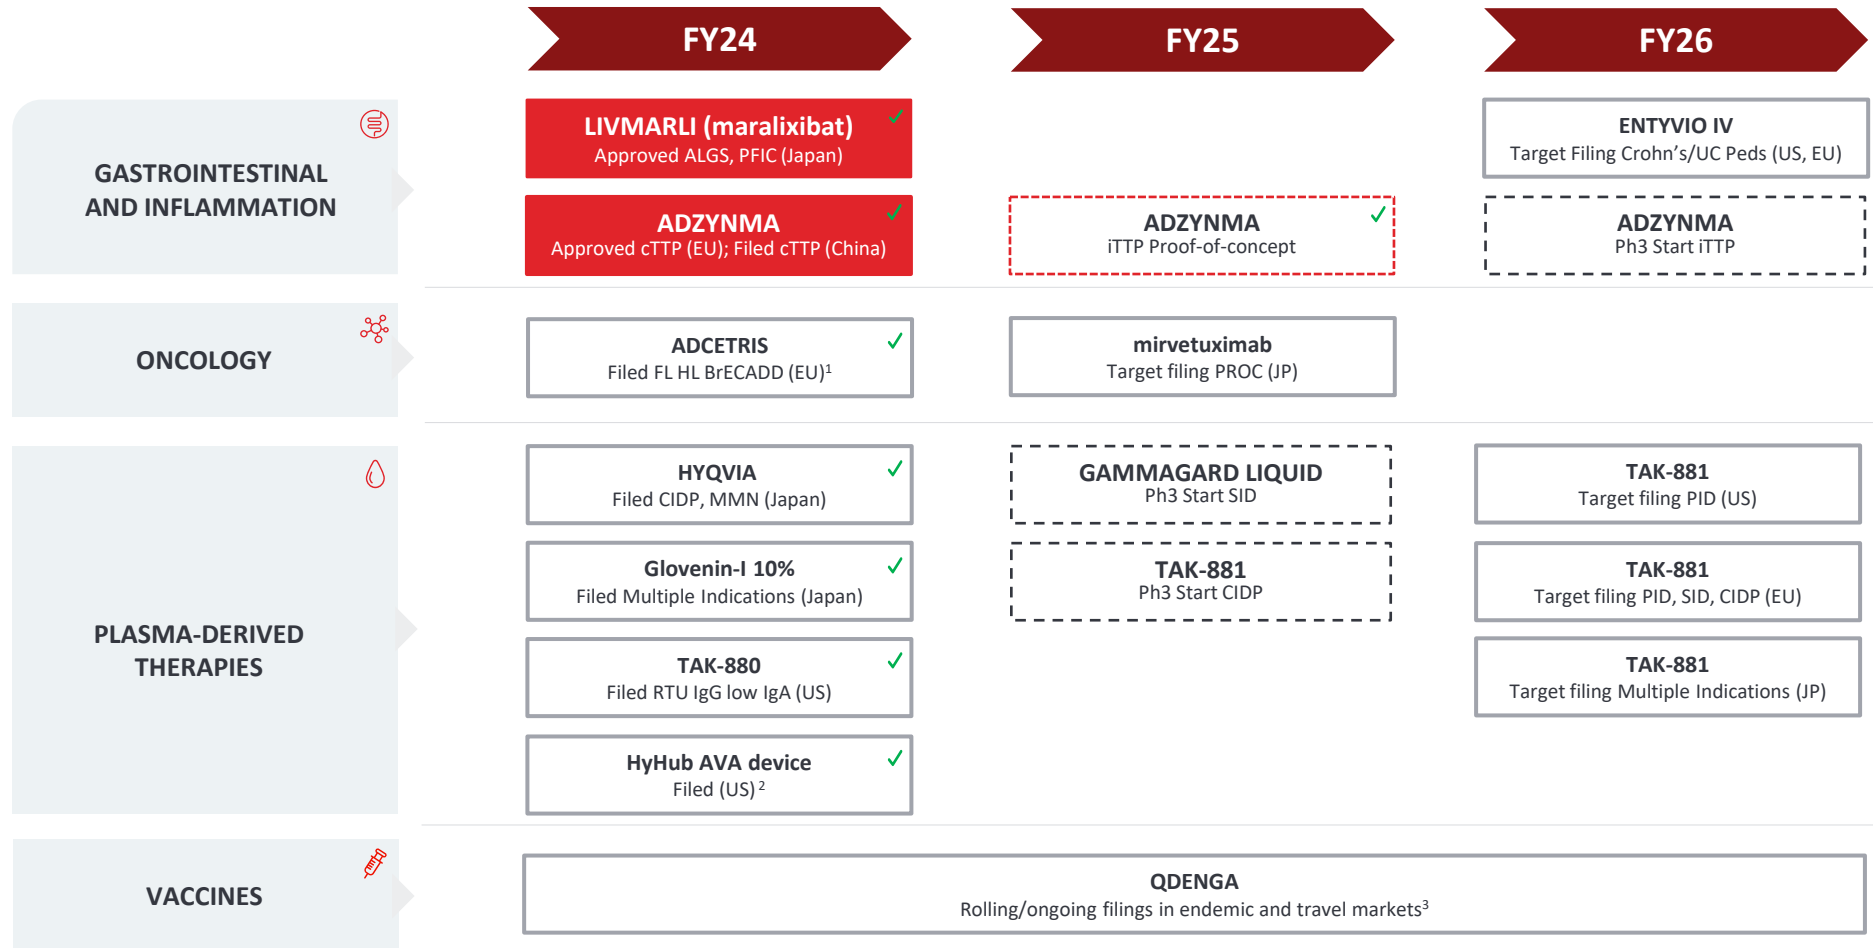 FY24
FY25
FY26
GASTROINTESTINAL
AND INFLAMMATION
LIVMARLI (maralixibat)
Approved ALGS, PFIC (Japan)
ENTYVIO IV
Target Filing Crohn’s/UC Peds (US, EU)
ADZYNMA
Approved cTTP (EU); Filed cTTP (China)
ADZYNMA
iTTP Proof-of-concept
ADZYNMA
Ph3 Start iTTP
ONCOLOGY
ADCETRIS
Filed FL HL BrECADD (EU)¹
mirvetuximab
Target filing PROC (JP)
PLASMA-DERIVED
THERAPIES
HYQVIA
Filed CIDP, MMN (Japan)
GAMMAGARD LIQUID
Ph3 Start SID
TAK-881
Target filing PID (US)
Glovenin-I 10%
Filed Multiple Indications (Japan)
TAK-881
Ph3 Start CIDP
TAK-881
Target filing PID, SID, CIDP (EU)
TAK-880
Filed RTU IgG low IgA (US)
TAK-881
Target filing Multiple Indications (JP)
HyHub AVA device
Filed (US) ²
VACCINES
QDENGA
Rolling/ongoing filings in endemic and travel markets³